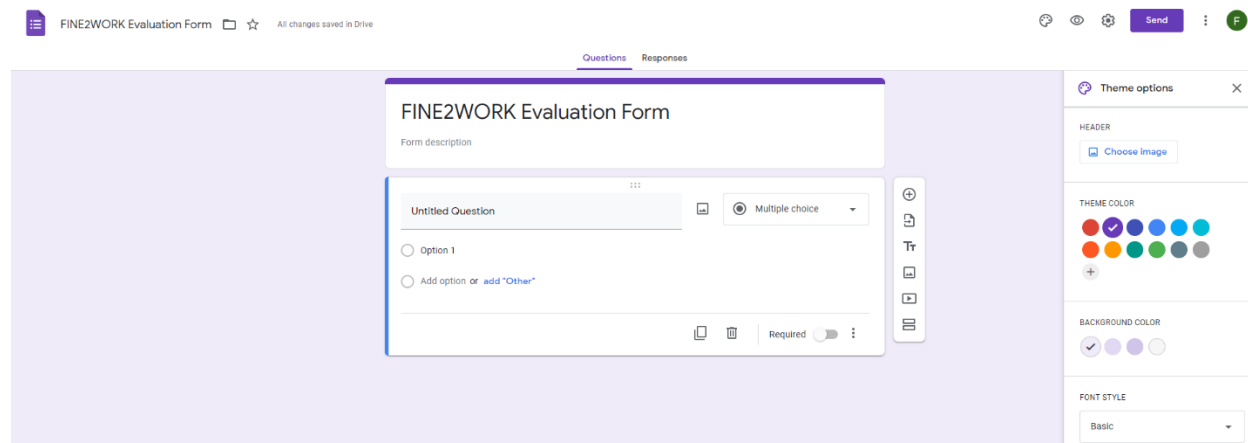 FINE2WORK Evaluation Form
All changes saved in Drive
Send
F
Questions
Responses
FINE2WORK Evaluation Form
Form description
Untitled Question
Multiple choice
Option 1
Add option or add "Other"
Required
Tт
Theme options
HEADER
Choose image
THEME COLOR
BACKGROUND COLOR
FONT STYLE
Basic